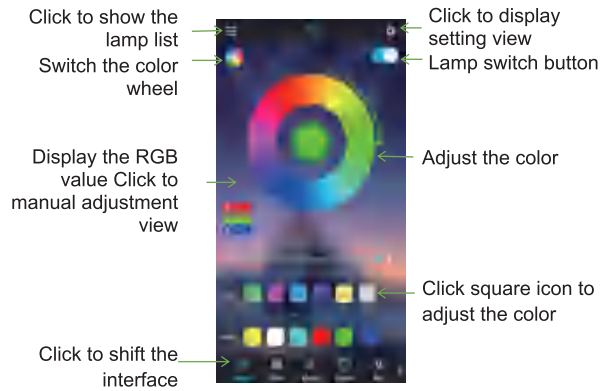 Click to show the
lamp list
Switch the color
wheel
Display the RGB
value Click to
manual adjustment
view
Click to shift the
interface
Click to display
setting view
Lamp switch button
Adjust the color
Click square icon to
adjust the color